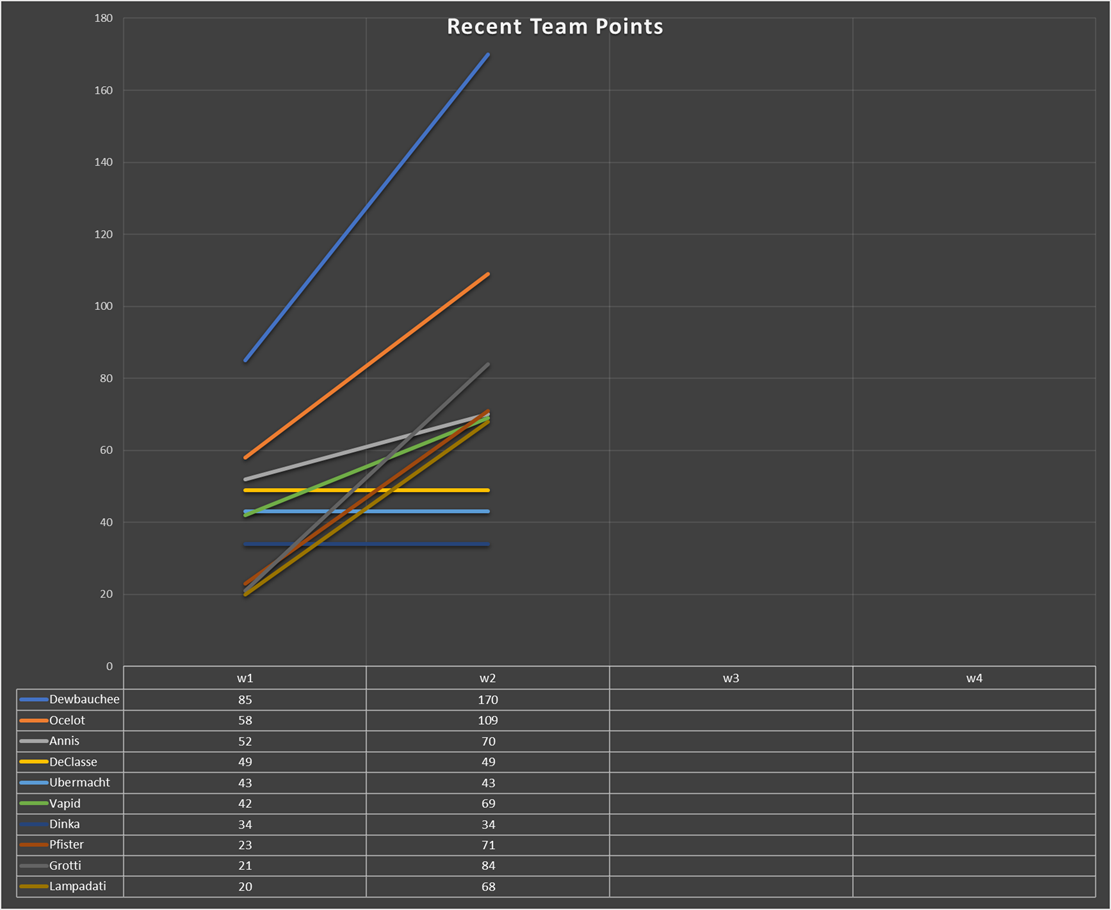 Recent Team Points
180
160
140
120
100
80
60
40
20
0
w1 w2 w3 w4
Dewbauchee 85 170
Ocelot 58 109
Annis 52 70
DeClasse 49 49
Ubermacht 43 43
Vapid 42 69
Dinka 34 34
Pfister 23 71
Grotti 21 84
Lampadati 20 68